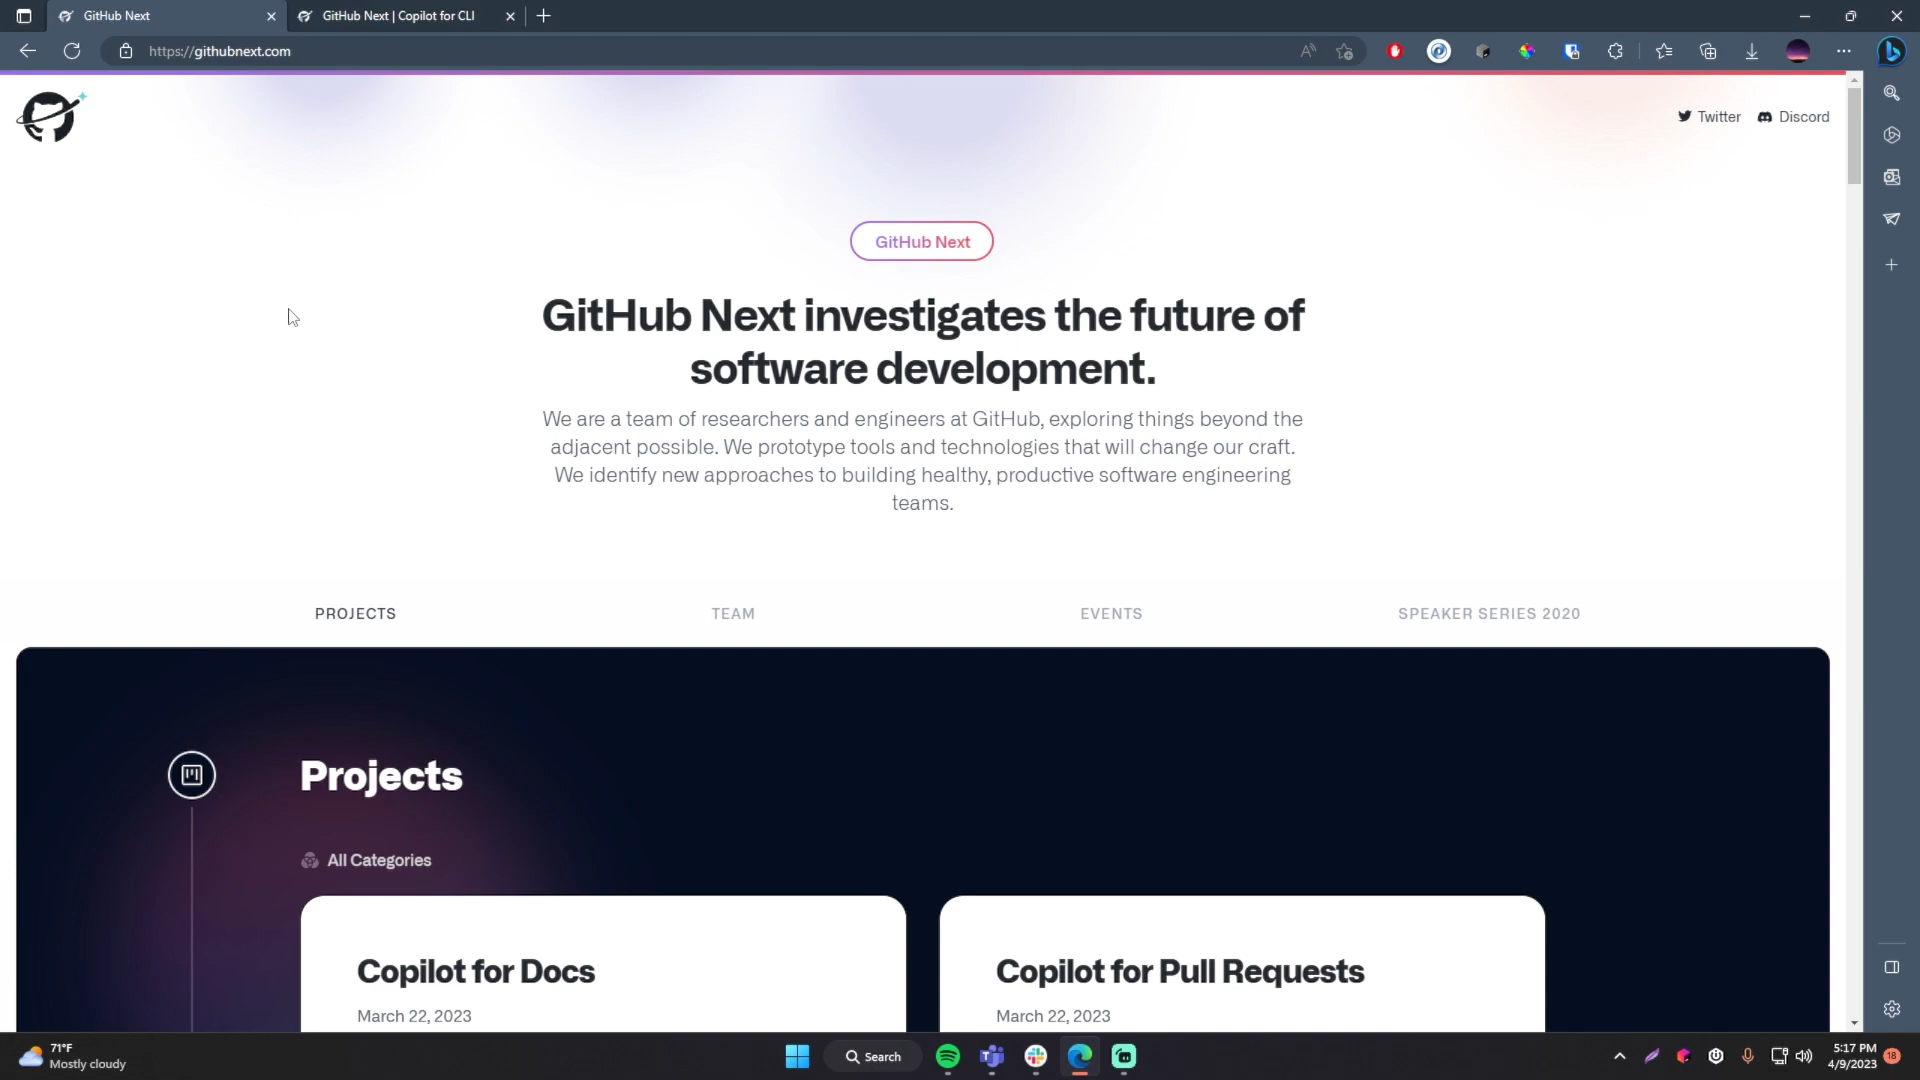 GitHub Next
GitHub Next | Copilot for CLI
https://githubnext.com
Twitter
Discord
GitHub Next
GitHub Next investigates the future of
software development.
We are a team of researchers and engineers at GitHub, exploring things beyond the
adjacent possible. We prototype tools and technologies that will change our craft.
We identify new approaches to building healthy, productive software engineering
teams.
PROJECTS
TEAM
EVENTS
SPEAKER SERIES 2020
Projects
All Categories
Copilot for Docs
March 22, 2023
Copilot for Pull Requests
March 22, 2023
71°F
Mostly cloudy
Search
5:17 PM
4/9/2023
18